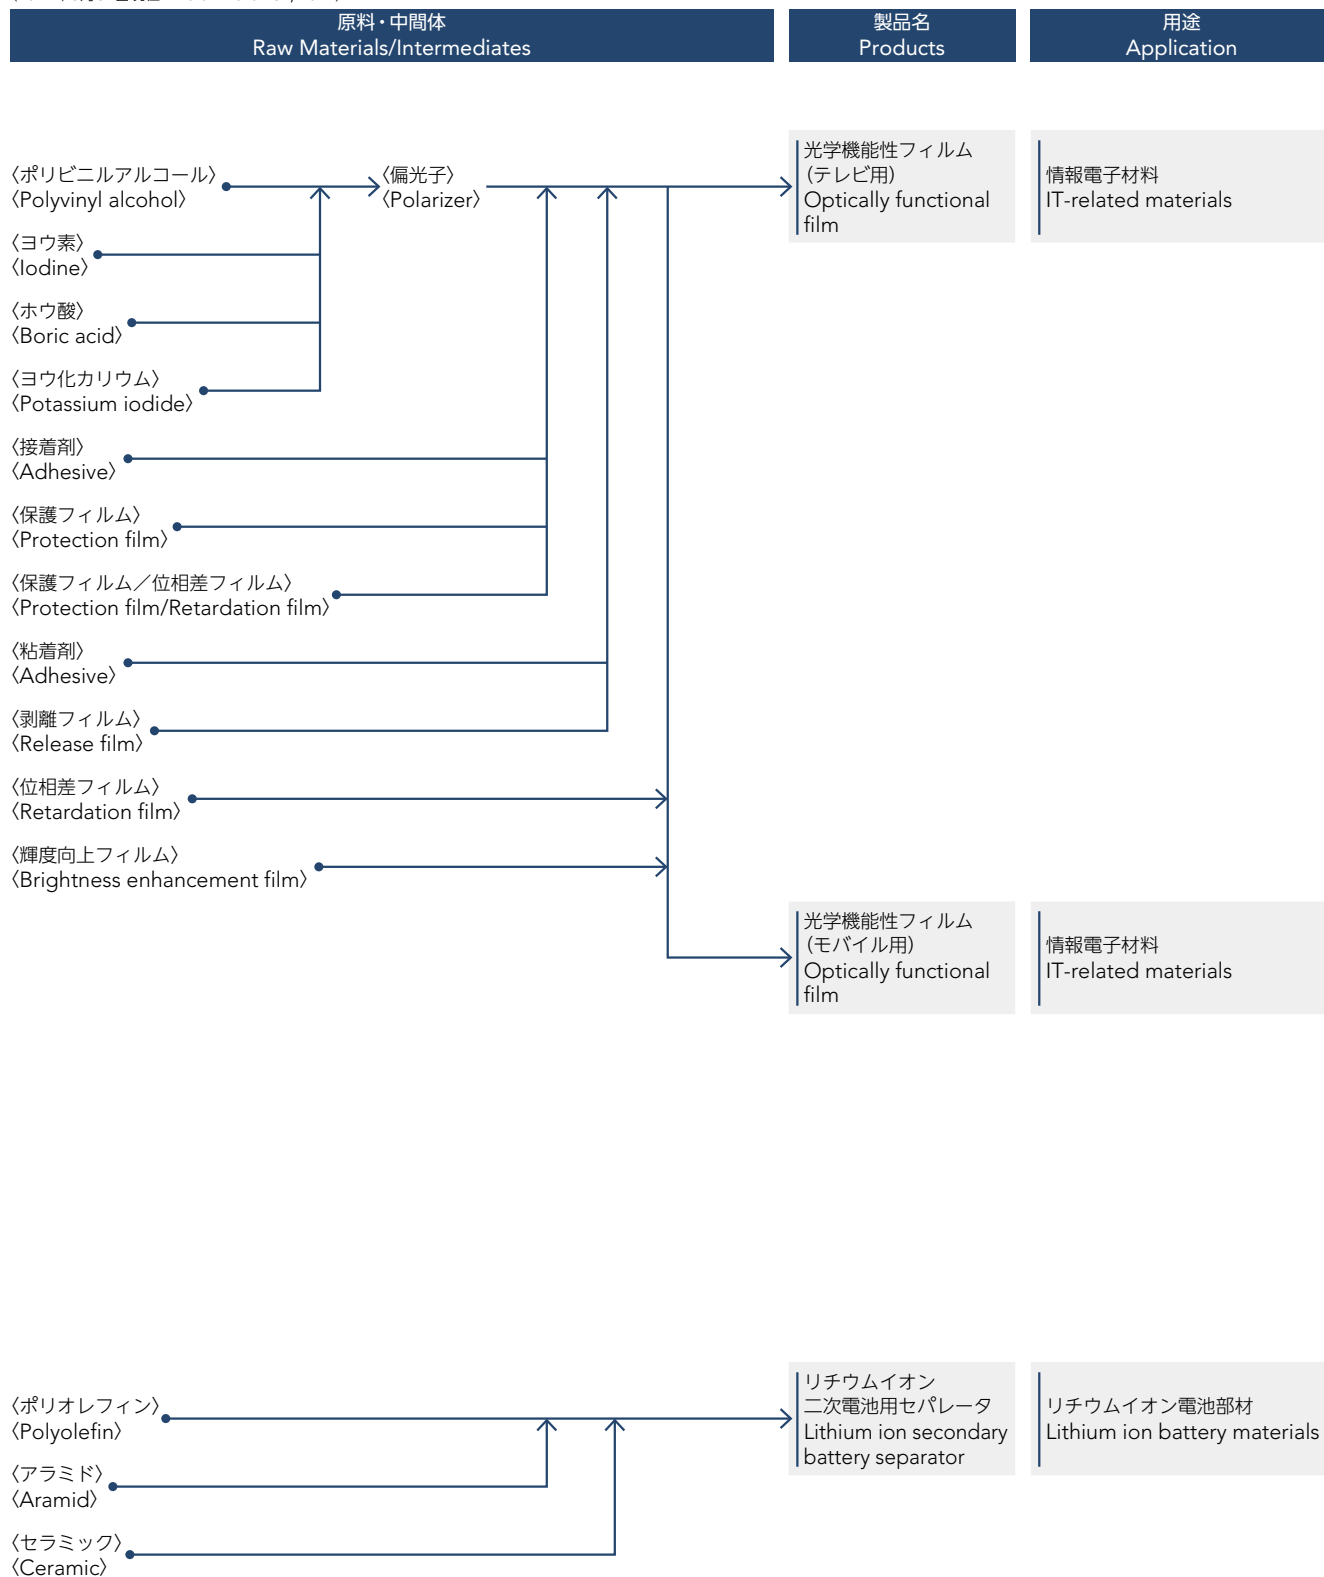 原料・中間体
Raw Materials/Intermediates
製品名
Products
用途
Application
〈ポリビニルアルコール〉
〈Polyvinyl alcohol〉
〈偏光子〉
〈Polarizer〉
光学機能性フィルム
（テレビ用）
Optically functional
film
情報電子材料
IT-related materials
〈ヨウ素〉
〈Iodine〉
〈ホウ酸〉
〈Boric acid〉
〈ヨウ化カリウム〉
〈Potassium iodide〉
〈接着剤〉
〈Adhesive〉
〈保護フィルム〉
〈Protection film〉
〈保護フィルム／位相差フィルム〉
〈Protection film/Retardation film〉
〈粘着剤〉
〈Adhesive〉
〈剥離フィルム〉
〈Release film〉
〈位相差フィルム〉
〈Retardation film〉
〈輝度向上フィルム〉
〈Brightness enhancement film〉
光学機能性フィルム
（モバイル用）
Optically functional
film
情報電子材料
IT-related materials
〈ポリオレフィン〉
〈Polyolefin〉
リチウムイオン
二次電池用セパレータ
Lithium ion secondary
battery separator
リチウムイオン電池部材
Lithium ion battery materials
〈アラミド〉
〈Aramid〉
〈セラミック〉
〈Ceramic〉